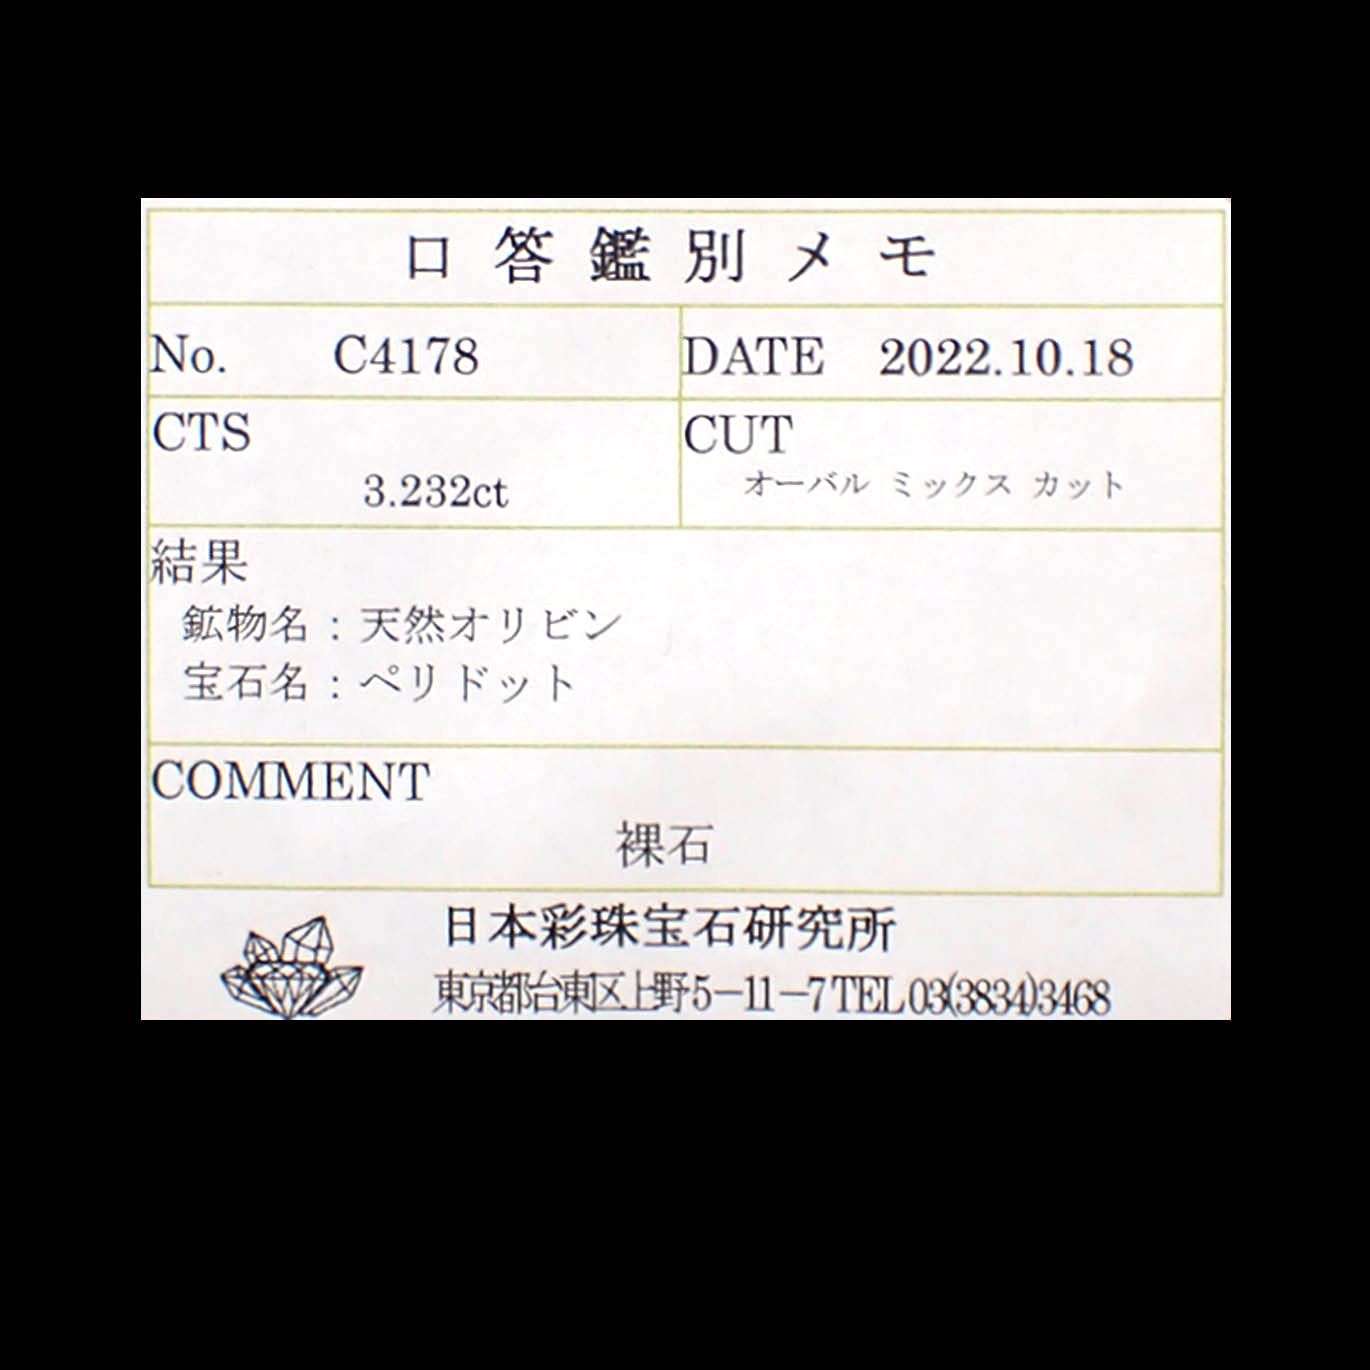 口答鑑別メモ
No. C4178 DATE 2022.10.18
CTS CUT
3.232ct オーバル ミックス カット
結果
鉱物名：天然オリビン
宝石名：ペリドット
COMMENT
裸石
日本彩珠宝石研究所
東京都台東区上野5－11－7 TEL 03(3834)3468